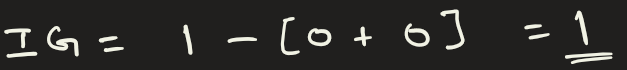 IG = 1 - [0 + 0] = 1